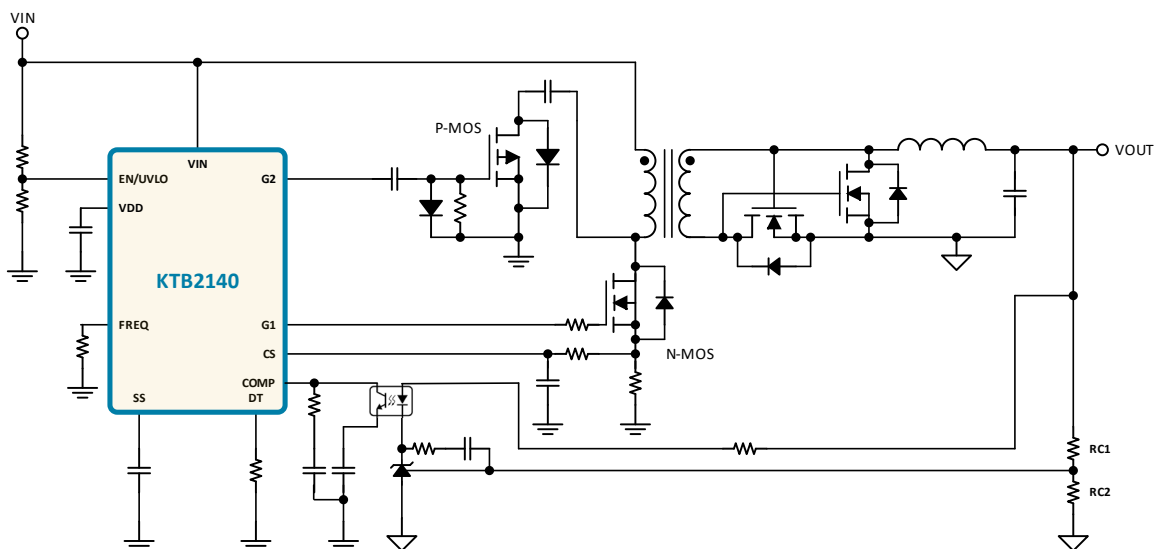 VIN
P-MOS
VOUT
VIN
EN/UVLO
G2
VDD
KTB2140
FREQ
G1
CS
N-MOS
COMP
SS
DT
RC1
RC2